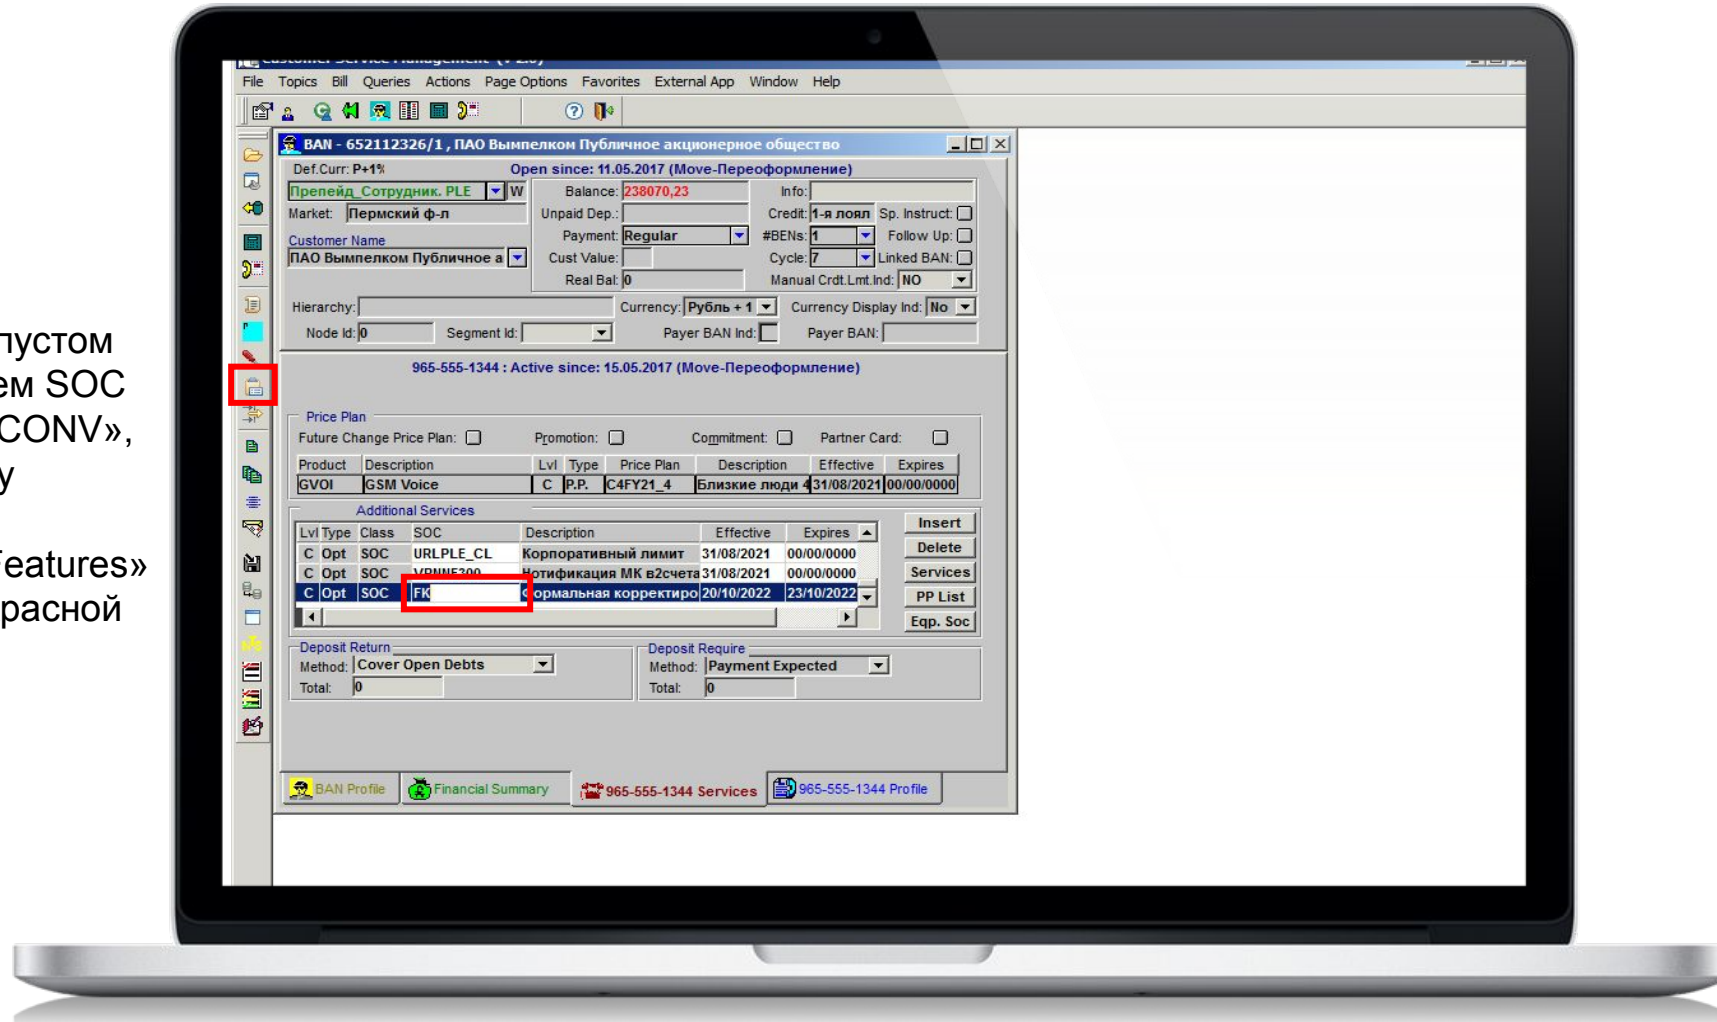 пустом
ем SOC
CONV»,
у
Features»
расной
Customer Service Management (V 2.0)
File Topics Bill Queries Actions Page Options Favorites External App Window Help
BAN - 652112326/1 , ПАО Вымпелком Публичное акционерное общество
Def.Curr: P+1% Open since: 11.05.2017 (Move-Переоформление)
Препейд_Сотрудник. PLE W Balance: 238070,23 Info:
Market: Пермский ф-л Unpaid Dep.: Credit: 1-я лоял Sp. Instruct:
Customer Name Payment: Regular #BENs: 1 Follow Up:
ПАО Вымпелком Публичное а Cust Value: Cycle: 7 Linked BAN:
Real Bal: 0 Manual Crdt.Lmt.Ind: NO
Hierarchy: Currency: Рубль + 1 Currency Display Ind: No
Node Id: 0 Segment Id: Payer BAN Ind: Payer BAN:
965-555-1344 : Active since: 15.05.2017 (Move-Переоформление)
Price Plan
Future Change Price Plan: Promotion: Commitment: Partner Card:
Product Description Lvl Type Price Plan Description Effective Expires
GVOI GSM Voice C P.P. C4FY21_4 Близкие люди 4 31/08/2021 00/00/0000
Additional Services
Lvl Type Class SOC Description Effective Expires
C Opt SOC URLPLE_CL Корпоративный лимит 31/08/2021 00/00/0000
C Opt SOC Нотификация МК в2счета 31/08/2021 00/00/0000
C Opt SOC FK Формальная корректиро 20/10/2022 23/10/2022
Insert
Delete
Services
PP List
Eqp. Soc
Deposit Return Deposit Require
Method: Cover Open Debts Method: Payment Expected
Total: 0 Total: 0
BAN Profile Financial Summary 965-555-1344 Services 965-555-1344 Profile